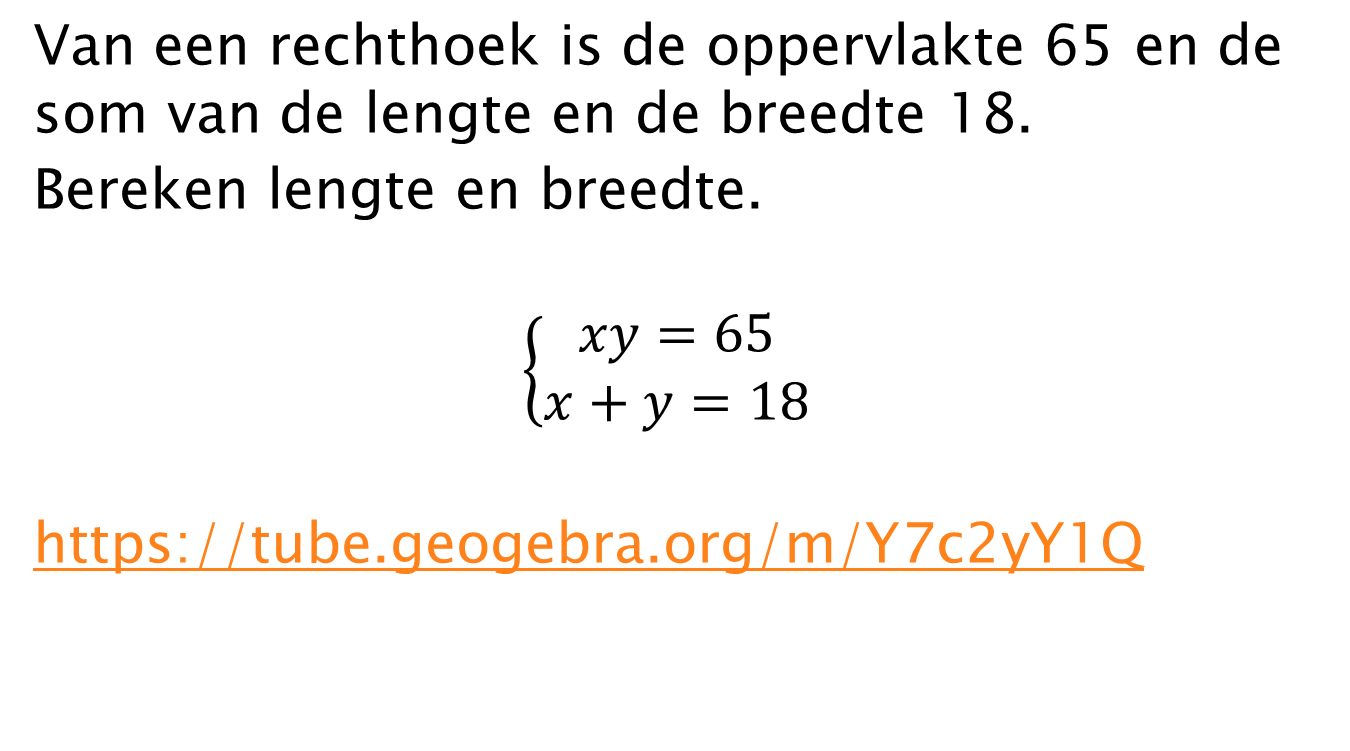 Van een rechthoek is de oppervlakte 65 en de
som van de lengte en de breedte 18.
Bereken lengte en breedte.
{ xy = 65
x + y = 18
https://tube.geogebra.org/m/Y7c2yY1Q